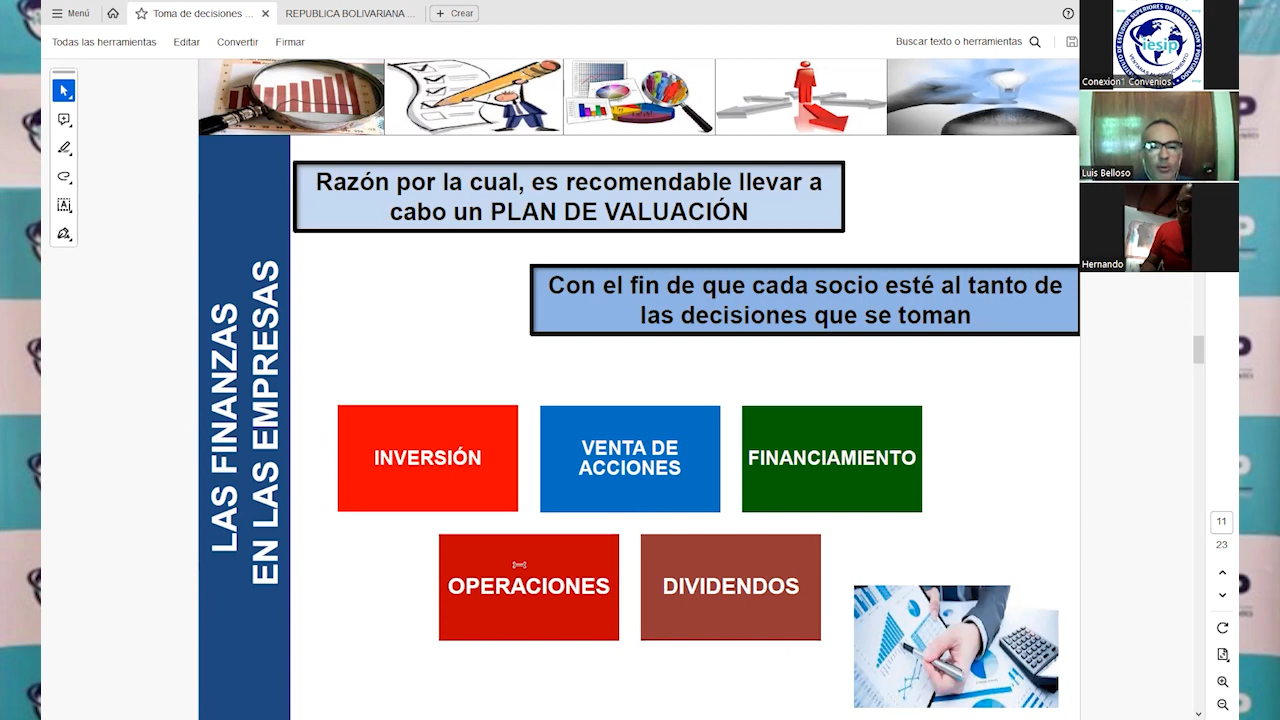 Menú
Toma de decisiones ...
REPUBLICA BOLIVARIANA ...
Crear
Todas las herramientas
Editar
Convertir
Firmar
Buscar texto o herramientas
iesip
Conexion1 Convenios
Luis Belloso
Hernando
Razón por la cual, es recomendable llevar a
cabo un PLAN DE VALUACIÓN
Con el fin de que cada socio esté al tanto de
las decisiones que se toman
LAS FINANZAS
EN LAS EMPRESAS
INVERSIÓN
VENTA DE
ACCIONES
FINANCIAMIENTO
OPERACIONES
DIVIDENDOS
11
23